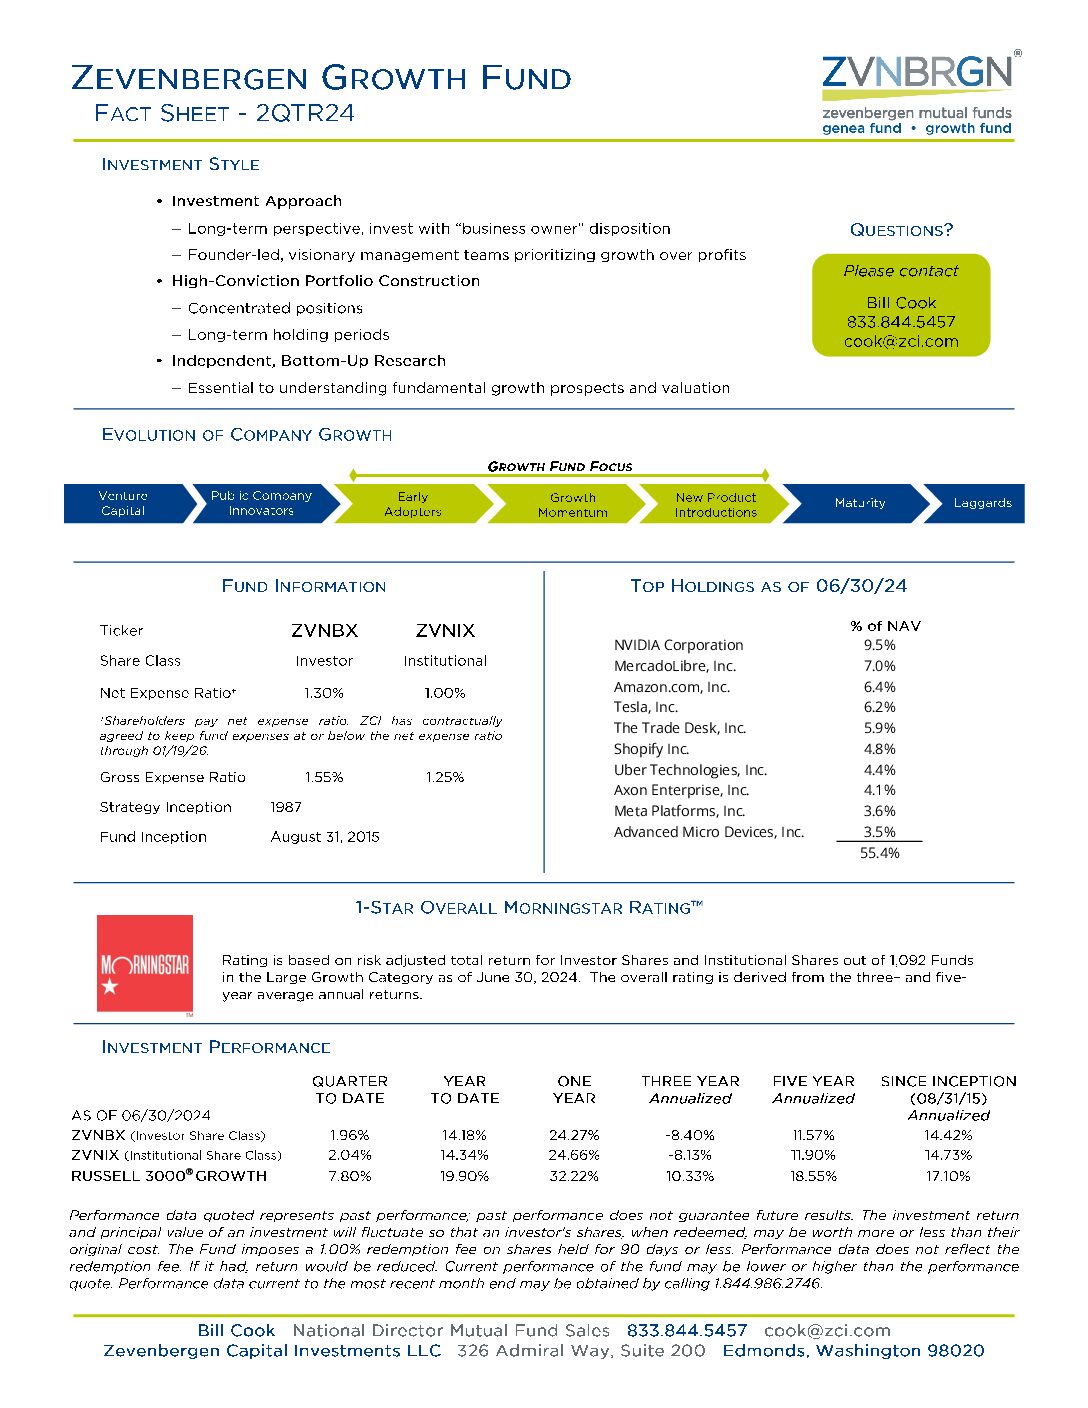 ZEVENBERGEN GROWTH FUND
FACT SHEET - 2QTR24
ZVNBRGN®
zevenbergen mutual funds
genea fund • growth fund
INVESTMENT STYLE
• Investment Approach
– Long-term perspective, invest with “business owner” disposition
– Founder-led, visionary management teams prioritizing growth over profits
• High-Conviction Portfolio Construction
– Concentrated positions
– Long-term holding periods
• Independent, Bottom-Up Research
– Essential to understanding fundamental growth prospects and valuation
QUESTIONS?
Please contact
Bill Cook
833.844.5457
cook@zci.com
EVOLUTION OF COMPANY GROWTH
GROWTH FUND FOCUS
Venture Capital
Public Company Innovators
Early Adopters
Growth Momentum
New Product Introductions
Maturity
Laggards
FUND INFORMATION
Ticker ZVNBX ZVNIX
Share Class Investor Institutional
Net Expense Ratio⁺ 1.30% 1.00%
⁺Shareholders pay net expense ratio. ZCI has contractually
agreed to keep fund expenses at or below the net expense ratio
through 01/19/26.
Gross Expense Ratio 1.55% 1.25%
Strategy Inception 1987
Fund Inception August 31, 2015
TOP HOLDINGS AS OF 06/30/24
% of NAV
NVIDIA Corporation 9.5%
MercadoLibre, Inc. 7.0%
Amazon.com, Inc. 6.4%
Tesla, Inc. 6.2%
The Trade Desk, Inc. 5.9%
Shopify Inc. 4.8%
Uber Technologies, Inc. 4.4%
Axon Enterprise, Inc. 4.1%
Meta Platforms, Inc. 3.6%
Advanced Micro Devices, Inc. 3.5%
55.4%
1-STAR OVERALL MORNINGSTAR RATING™
MORNINGSTAR
TM
Rating is based on risk adjusted total return for Investor Shares and Institutional Shares out of 1,092 Funds
in the Large Growth Category as of June 30, 2024. The overall rating is derived from the three– and five-
year average annual returns.
INVESTMENT PERFORMANCE
QUARTER YEAR ONE THREE YEAR FIVE YEAR SINCE INCEPTION
TO DATE TO DATE YEAR Annualized Annualized (08/31/15)
AS OF 06/30/2024 Annualized
ZVNBX (Investor Share Class) 1.96% 14.18% 24.27% -8.40% 11.57% 14.42%
ZVNIX (Institutional Share Class) 2.04% 14.34% 24.66% -8.13% 11.90% 14.73%
RUSSELL 3000® GROWTH 7.80% 19.90% 32.22% 10.33% 18.55% 17.10%
Performance data quoted represents past performance; past performance does not guarantee future results. The investment return
and principal value of an investment will fluctuate so that an investor's shares, when redeemed, may be worth more or less than their
original cost. The Fund imposes a 1.00% redemption fee on shares held for 90 days or less. Performance data does not reflect the
redemption fee. If it had, return would be reduced. Current performance of the fund may be lower or higher than the performance
quote. Performance data current to the most recent month end may be obtained by calling 1.844.986.2746.
Bill Cook National Director Mutual Fund Sales 833.844.5457 cook@zci.com
Zevenbergen Capital Investments LLC 326 Admiral Way, Suite 200 Edmonds, Washington 98020